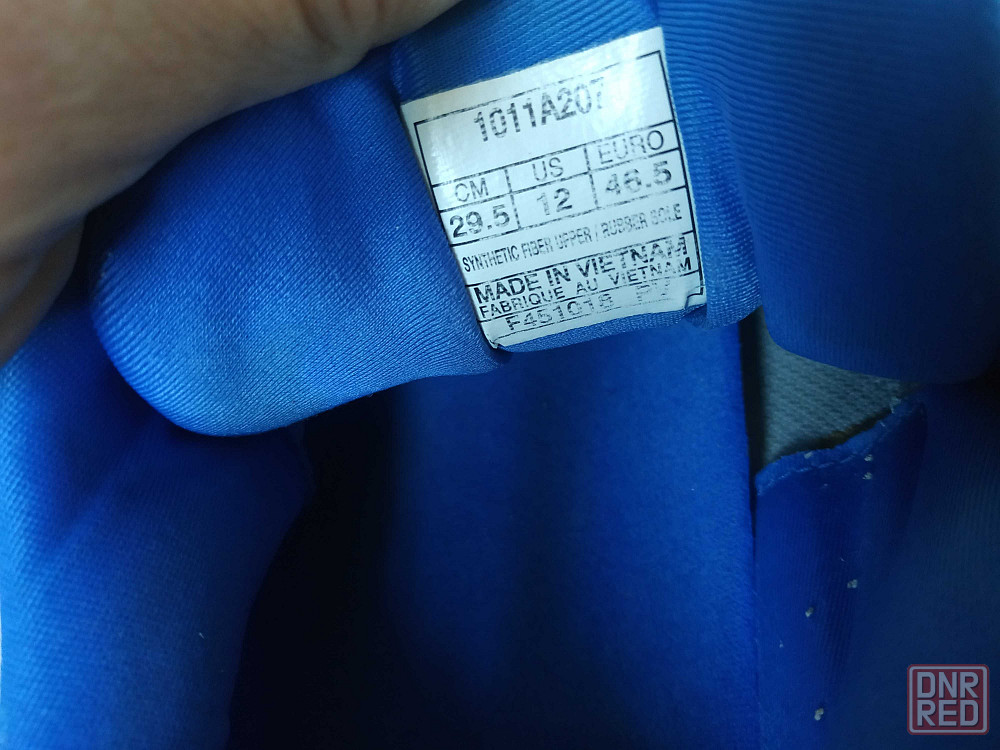 1011A207
CM US EURO
29.5 12 46.5
SYNTHETIC FIBER UPPER / RUBBER SOLE
MADE IN VIETNAM
FABRIQUE AU VIETNAM
F451018
DNR
RED